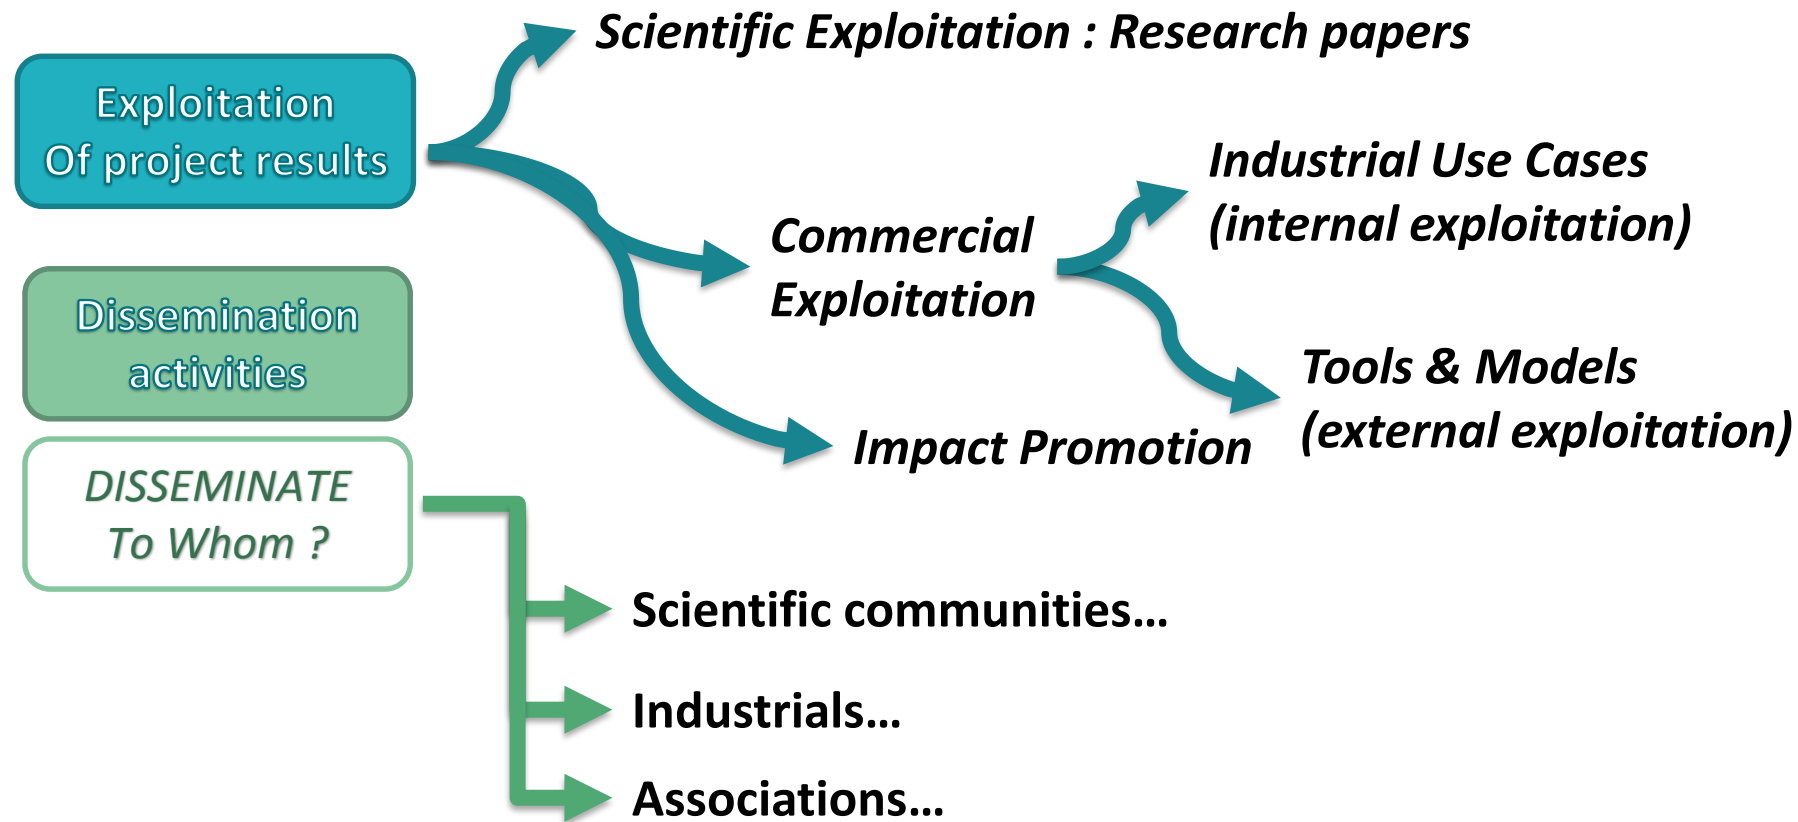 Scientific Exploitation : Research papers
Exploitation
Of project results
Industrial Use Cases
(internal exploitation)
Commercial
Exploitation
Tools & Models
(external exploitation)
Impact Promotion
Dissemination
activities
DISSEMINATE
To Whom ?
Scientific communities...
Industrials...
Associations...